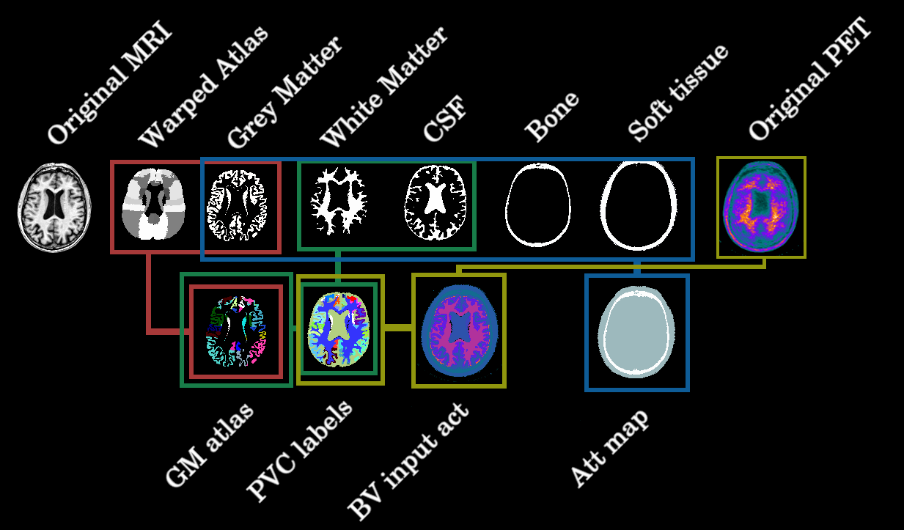 Original MRI
Warped Atlas
Grey Matter
White Matter
CSF
Bone
Soft tissue
Original PET
GM atlas
PVC labels
BV input act
Att map